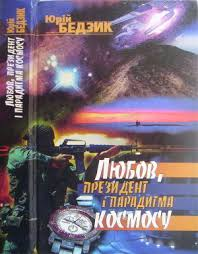 Юрій
БЕДЗИК
ЛЮБОВ,
ПРЕЗИДЕНТ
І ПАРАДИГМА
КОСМОСУ
Юрій
БЕДЗИК
ЛЮБОВ, ПРЕЗИДЕНТ
І ПАРАДИГМА КОСМОСУ